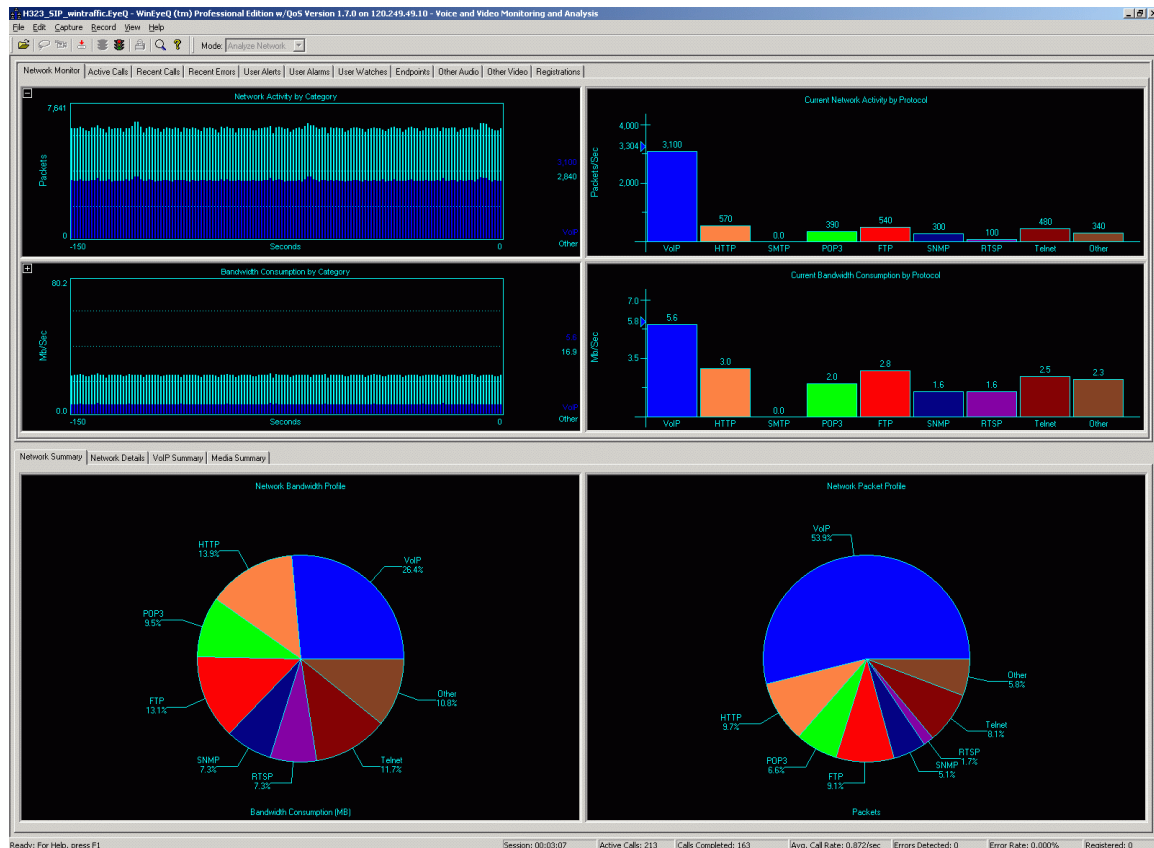 H323_SIP_wintraffic.EyeQ - WinEyeQ (tm) Professional Edition w/QoS Version 1.7.0 on 120.249.49.10 - Voice and Video Monitoring and Analysis
File Edit Capture Record View Help
Mode: Analyze Network
Network Monitor Active Calls Recent Calls Recent Errors User Alerts User Alarms User Watches Endpoints Other Audio Other Video Registrations
Network Activity by Category
7,641
Packets
0
-150 Seconds 0
3,100
2,840
VoIP
Other
Current Network Activity by Protocol
Packets/Sec
4,000
3,304
2,000
3,100 570 0.0 390 540 300 100 480 340
VoIP HTTP SMTP POP3 FTP SNMP RTSP Telnet Other
Bandwidth Consumption by Category
80.2
Mb/Sec
0.0
-150 Seconds 0
16.9
VoIP
Other
Current Bandwidth Consumption by Protocol
Mb/Sec
7.0
5.8
3.5
5.6 3.0 0.0 2.0 2.8 1.6 1.6 2.5 2.3
VoIP HTTP SMTP POP3 FTP SNMP RTSP Telnet Other
Network Summary Network Details VoIP Summary Media Summary
Network Bandwidth Profile
HTTP
13.9%
VoIP
26.4%
POP3
9.5%
FTP
13.1%
Other
10.8%
SNMP
7.3%
RTSP
7.3%
Telnet
11.7%
Bandwidth Consumption (MB)
Network Packet Profile
VoIP
53.9%
Other
5.8%
HTTP
9.7%
Telnet
8.1%
POP3
6.6%
RTSP
1.7%
SNMP
5.1%
FTP
9.1%
Packets
Ready: For Help, press F1 Session: 00:03:07 Active Calls: 213 Calls Completed: 163 Avg. Call Rate: 0.872/sec Errors Detected: 0 Error Rate: 0.000% Registered: 0